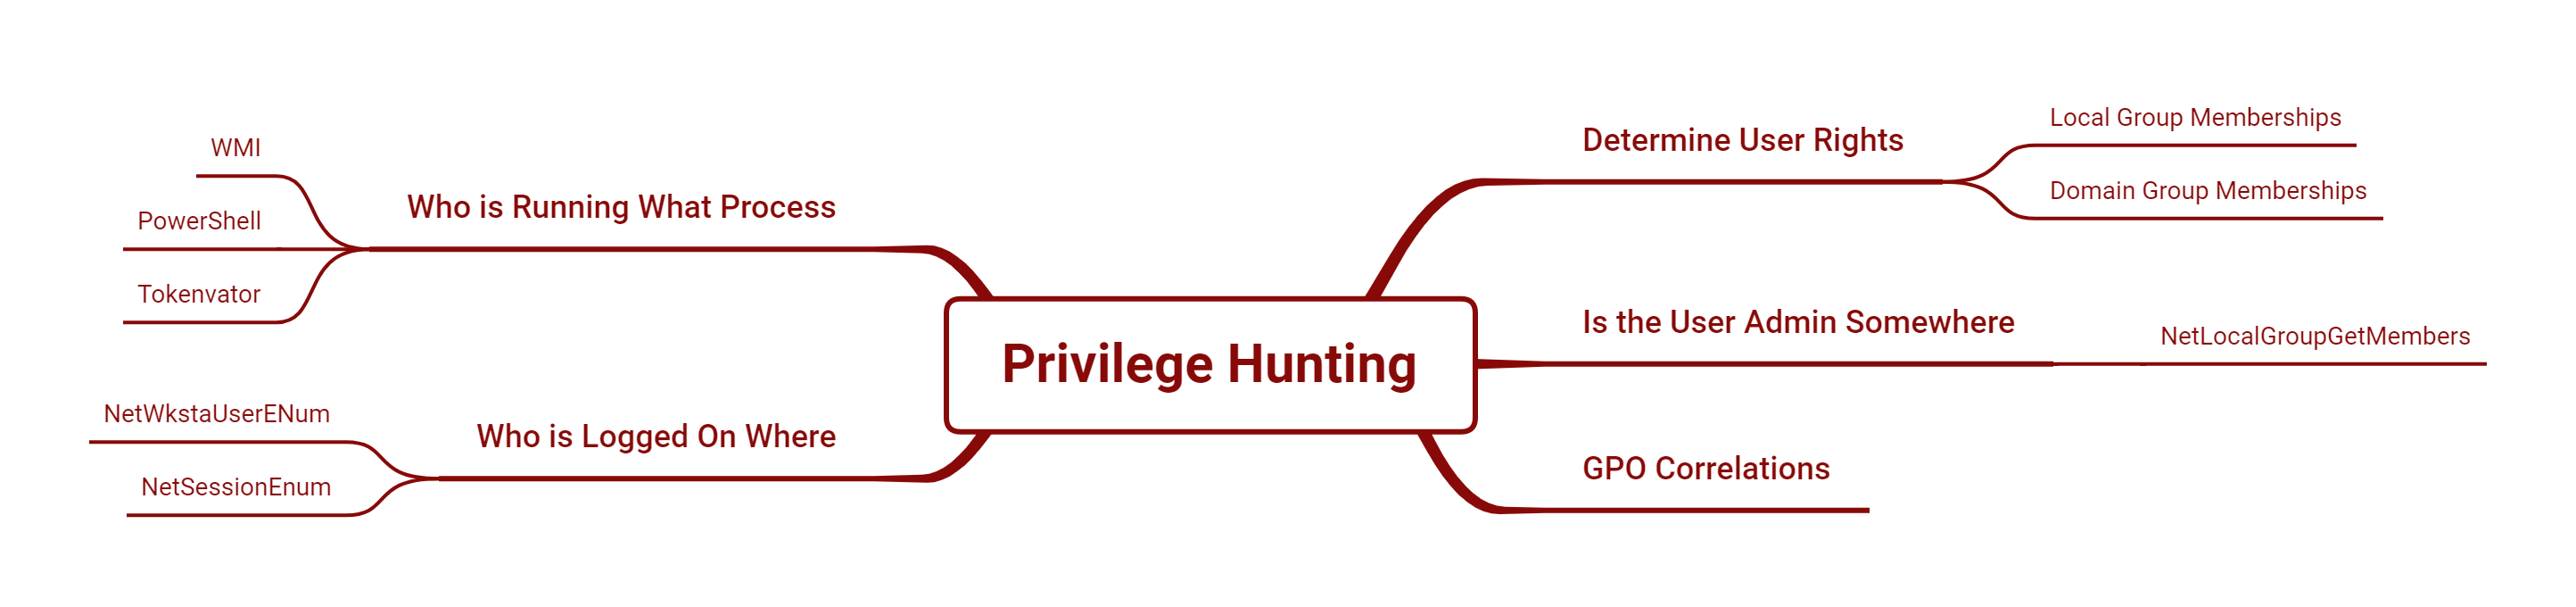 Privilege Hunting
Determine User Rights
Local Group Memberships
Domain Group Memberships
Is the User Admin Somewhere
NetLocalGroupGetMembers
GPO Correlations
Who is Running What Process
WMI
PowerShell
Tokenvator
Who is Logged On Where
NetWkstaUserENum
NetSessionEnum